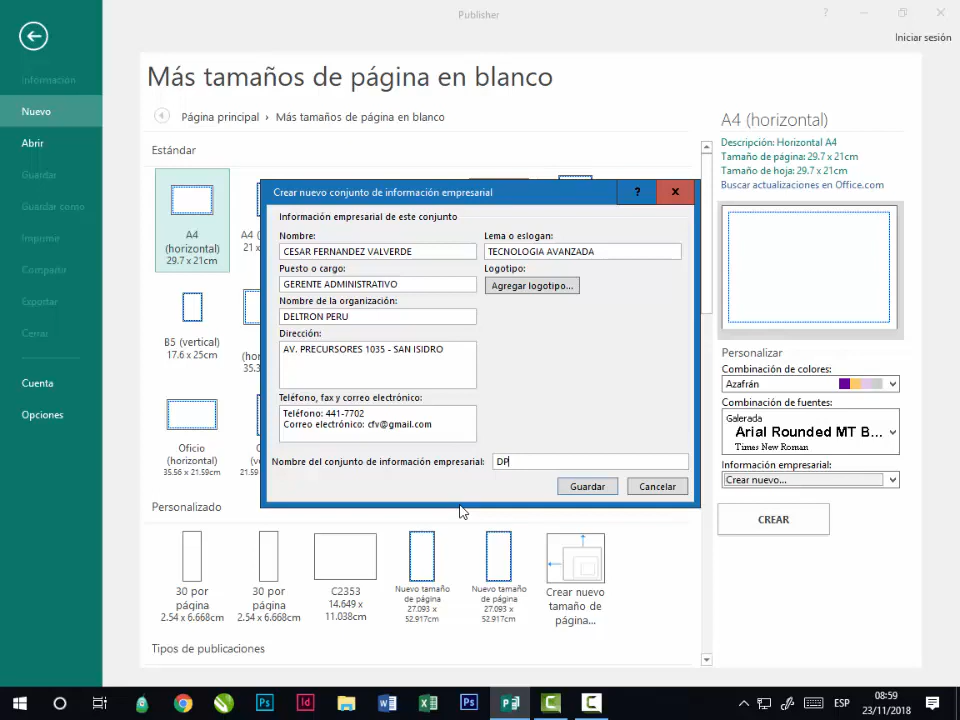 Publisher
Iniciar sesión
Información
Nuevo
Abrir
Guardar
Guardar como
Imprimir
Compartir
Exportar
Cerrar
Cuenta
Opciones
Más tamaños de página en blanco
Página principal › Más tamaños de página en blanco
Estándar
A4
(horizontal)
29.7 x 21cm
B5 (vertical)
17.6 x 25cm
Oficio
(horizontal)
35.56 x 21.59cm
Crear nuevo conjunto de información empresarial
?
x
Información empresarial de este conjunto
Nombre:
CESAR FERNANDEZ VALVERDE
Lema o eslogan:
TECNOLOGIA AVANZADA
Puesto o cargo:
GERENTE ADMINISTRATIVO
Logotipo:
Agregar logotipo...
Nombre de la organización:
DELTRON PERU
Dirección:
AV. PRECURSORES 1035 - SAN ISIDRO
Teléfono, fax y correo electrónico:
Teléfono: 441-7702
Correo electrónico: cfv@gmail.com
Nombre del conjunto de información empresarial:
DP
Guardar
Cancelar
Personalizado
30 por
página
2.54 x 6.668cm
30 por
página
2.54 x 6.668cm
C2353
14.649 x
11.038cm
Nuevo tamaño
de página
27.093 x
52.917cm
Nuevo tamaño
de página
27.093 x
52.917cm
Crear nuevo
tamaño de
página...
Tipos de publicaciones
A4 (horizontal)
Descripción: Horizontal A4
Tamaño de página: 29.7 x 21cm
Tamaño de hoja: 29.7 x 21cm
Buscar actualizaciones en Office.com
Personalizar
Combinación de colores:
Azafrán
Combinación de fuentes:
Galerada
Arial Rounded MT B...
Times New Roman
Información empresarial:
Crear nuevo...
CREAR
ESP
08:59
23/11/2018